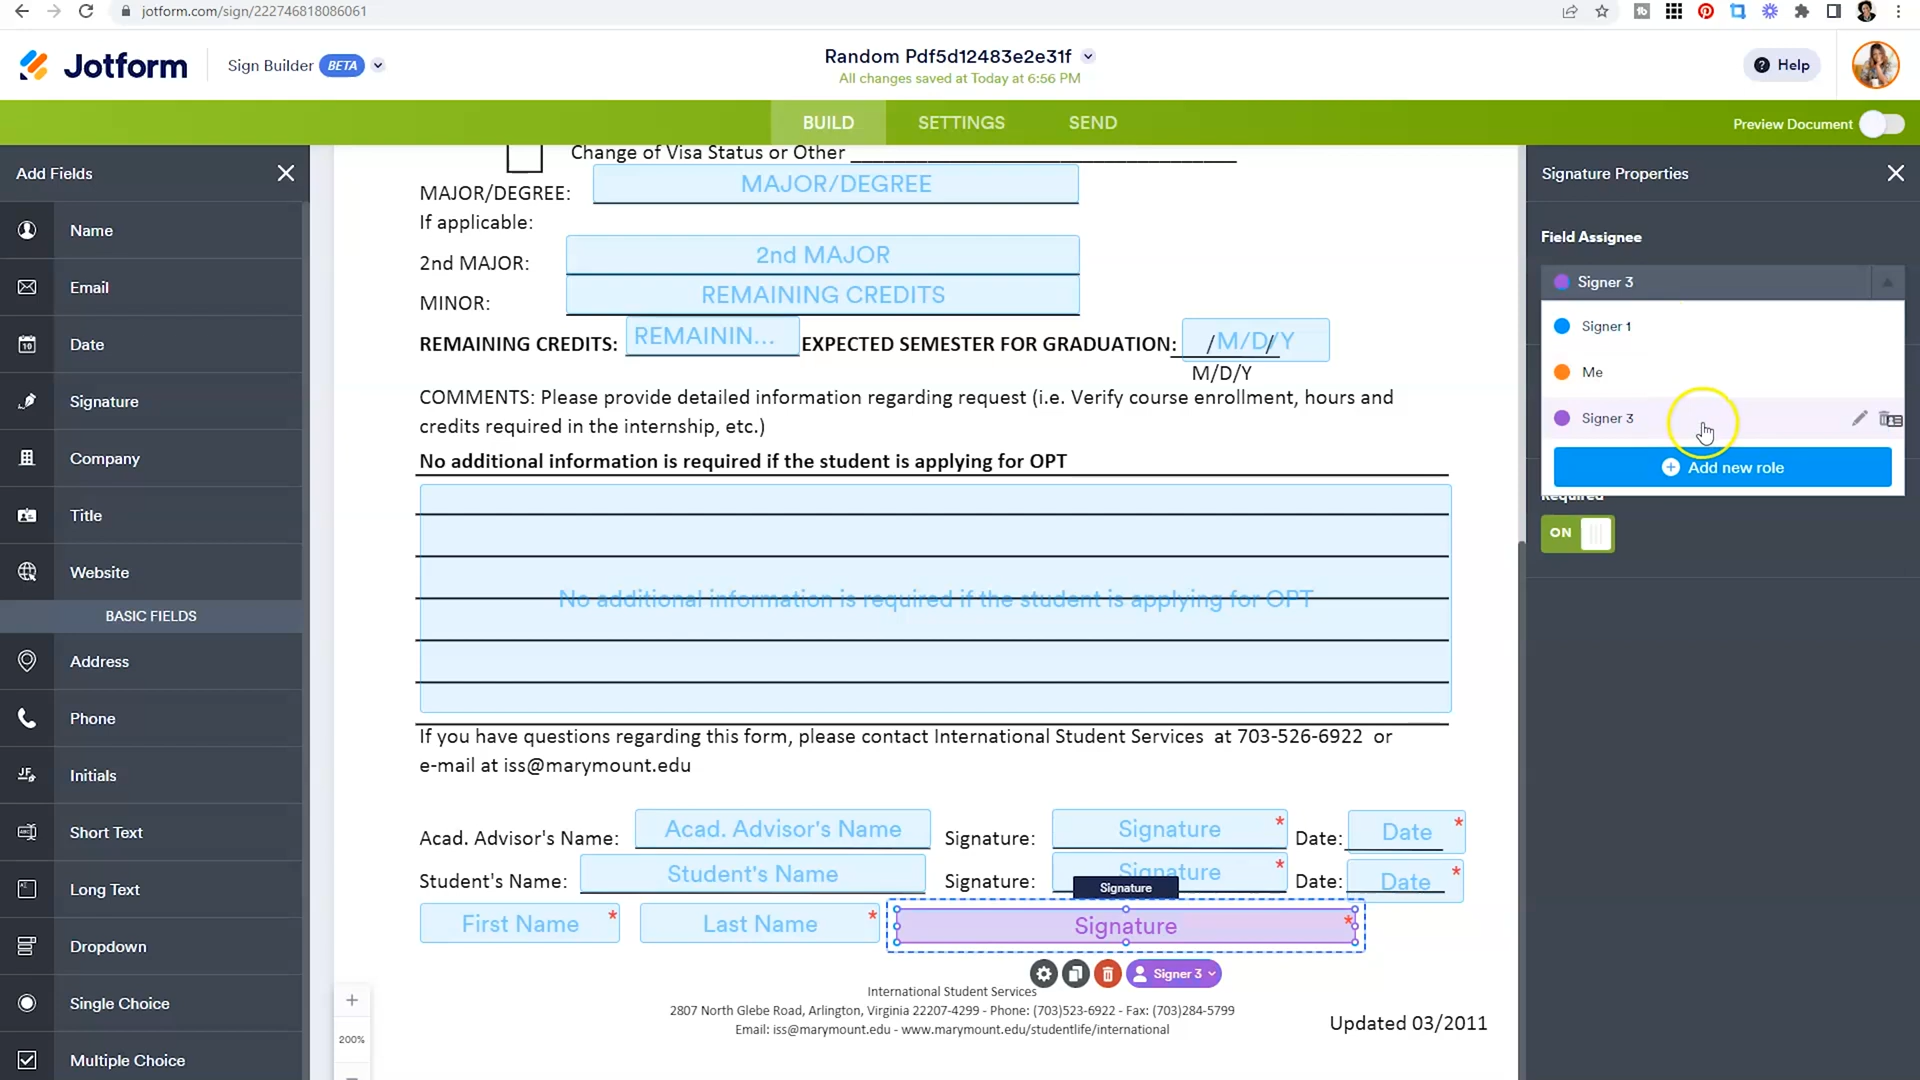 jotform.com/sign/222746818086061
Jotform
Sign Builder BETA
Random Pdf5d12483e2e31f
All changes saved at Today at 6:56 PM
Help
BUILD
SETTINGS
SEND
Preview Document
Add Fields
Name
Email
Date
Signature
Company
Title
Website
BASIC FIELDS
Address
Phone
Initials
Short Text
Long Text
Dropdown
Single Choice
Multiple Choice
Change of Visa Status or Other
MAJOR/DEGREE: MAJOR/DEGREE
If applicable:
2nd MAJOR: 2nd MAJOR
MINOR: REMAINING CREDITS
REMAINING CREDITS: REMAININ... EXPECTED SEMESTER FOR GRADUATION: / M/D/Y /
M/D/Y
COMMENTS: Please provide detailed information regarding request (i.e. Verify course enrollment, hours and
credits required in the internship, etc.)
No additional information is required if the student is applying for OPT
No additional information is required if the student is applying for OPT
If you have questions regarding this form, please contact International Student Services at 703-526-6922 or
e-mail at iss@marymount.edu
Acad. Advisor's Name: Acad. Advisor's Name Signature: Signature * Date: Date *
Student's Name: Student's Name Signature: Signature * Date: Date *
Signature
First Name * Last Name * Signature *
Signer 3
International Student Services
2807 North Glebe Road, Arlington, Virginia 22207-4299 - Phone: (703)523-6922 - Fax: (703)284-5799
Email: iss@marymount.edu - www.marymount.edu/studentlife/international
Updated 03/2011
200%
Signature Properties
Field Assignee
Signer 3
Signer 1
Me
Signer 3
Add new role
Required
ON